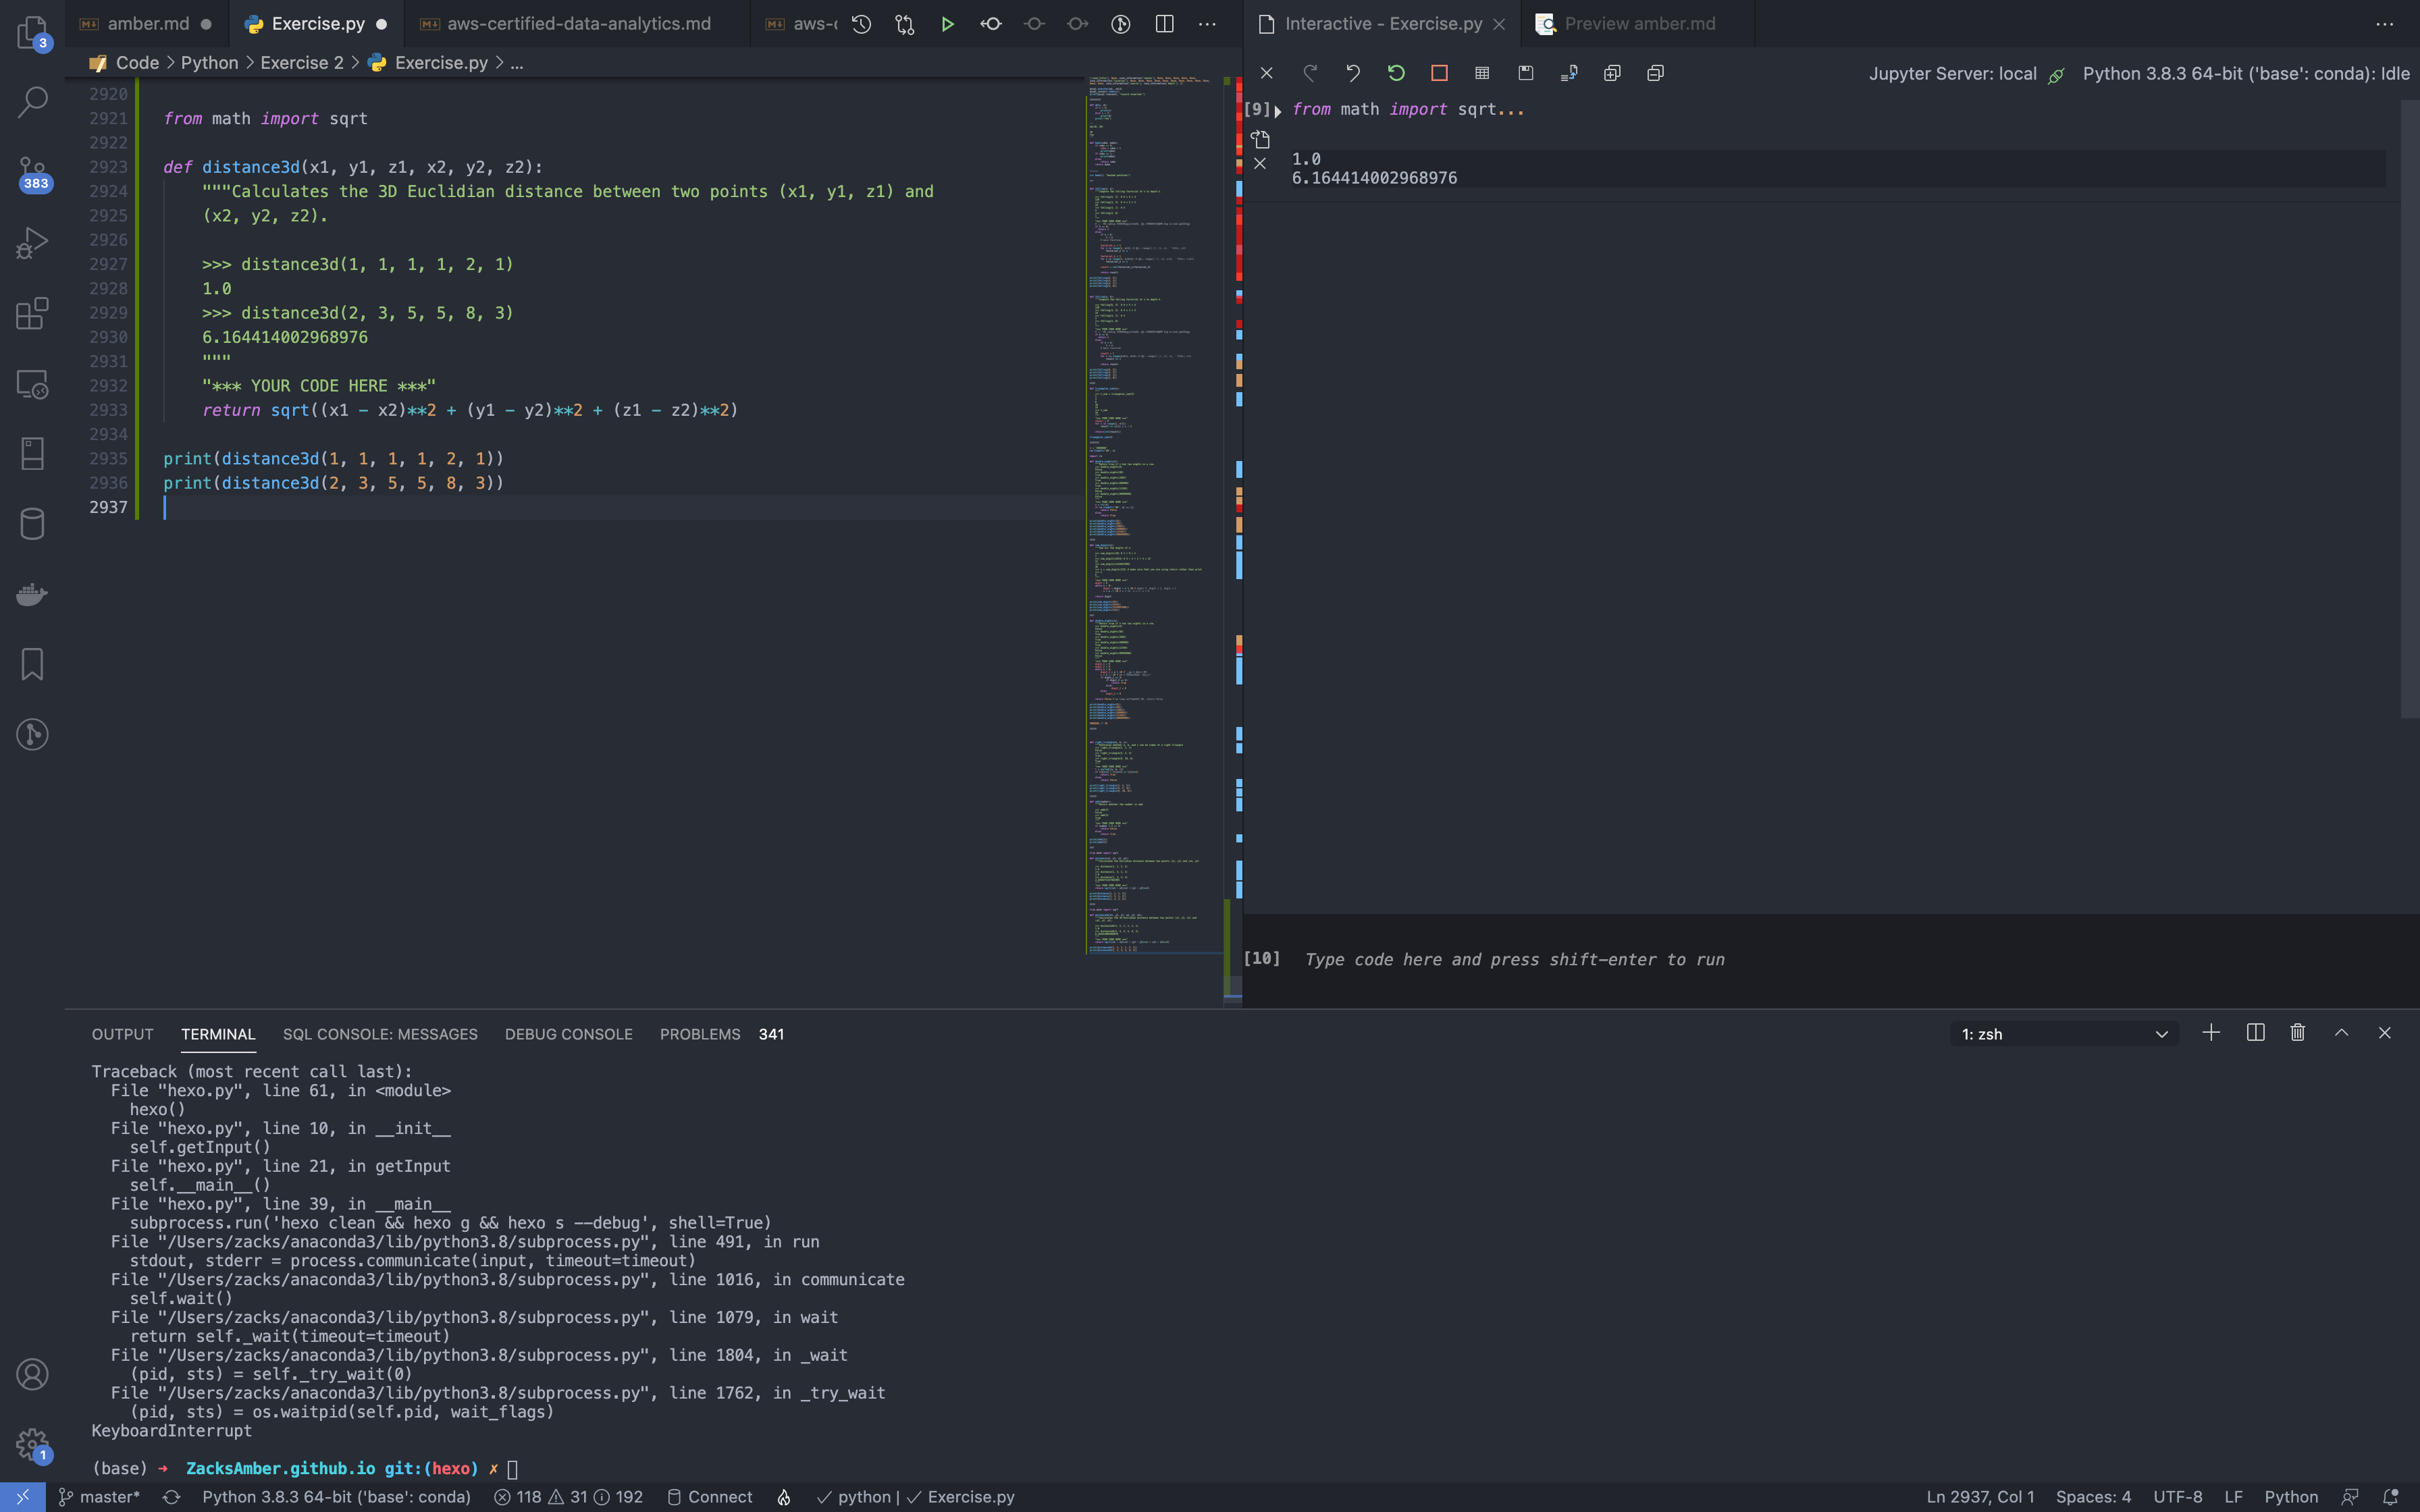 3
383
1
amber.md
Exercise.py
aws-certified-data-analytics.md
aws-c
Code > Python > Exercise 2 > Exercise.py > ...
2920
2921 from math import sqrt
2922
2923 def distance3d(x1, y1, z1, x2, y2, z2):
2924 """Calculates the 3D Euclidian distance between two points (x1, y1, z1) and
2925 (x2, y2, z2).
2926
2927 >>> distance3d(1, 1, 1, 1, 2, 1)
2928 1.0
2929 >>> distance3d(2, 3, 5, 5, 8, 3)
2930 6.164414002968976
2931 """
2932 "*** YOUR CODE HERE ***"
2933 return sqrt((x1 - x2)**2 + (y1 - y2)**2 + (z1 - z2)**2)
2934
2935 print(distance3d(1, 1, 1, 1, 2, 1))
2936 print(distance3d(2, 3, 5, 5, 8, 3))
2937
Interactive - Exercise.py
Preview amber.md
Jupyter Server: local
Python 3.8.3 64-bit ('base': conda): Idle
[9] from math import sqrt...
1.0
6.164414002968976
[10] Type code here and press shift-enter to run
OUTPUT TERMINAL SQL CONSOLE: MESSAGES DEBUG CONSOLE PROBLEMS 341
1: zsh
Traceback (most recent call last):
File "hexo.py", line 61, in <module>
hexo()
File "hexo.py", line 10, in __init__
self.getInput()
File "hexo.py", line 21, in getInput
self.__main__()
File "hexo.py", line 39, in __main__
subprocess.run('hexo clean && hexo g && hexo s --debug', shell=True)
File "/Users/zacks/anaconda3/lib/python3.8/subprocess.py", line 491, in run
stdout, stderr = process.communicate(input, timeout=timeout)
File "/Users/zacks/anaconda3/lib/python3.8/subprocess.py", line 1016, in communicate
self.wait()
File "/Users/zacks/anaconda3/lib/python3.8/subprocess.py", line 1079, in wait
return self._wait(timeout=timeout)
File "/Users/zacks/anaconda3/lib/python3.8/subprocess.py", line 1804, in _wait
(pid, sts) = self._try_wait(0)
File "/Users/zacks/anaconda3/lib/python3.8/subprocess.py", line 1762, in _try_wait
(pid, sts) = os.waitpid(self.pid, wait_flags)
KeyboardInterrupt
(base) ➜ ZacksAmber.github.io git:(hexo) ✗
master* Python 3.8.3 64-bit ('base': conda) 118 31 192 Connect ✓ python | ✓ Exercise.py
Ln 2937, Col 1 Spaces: 4 UTF-8 LF Python